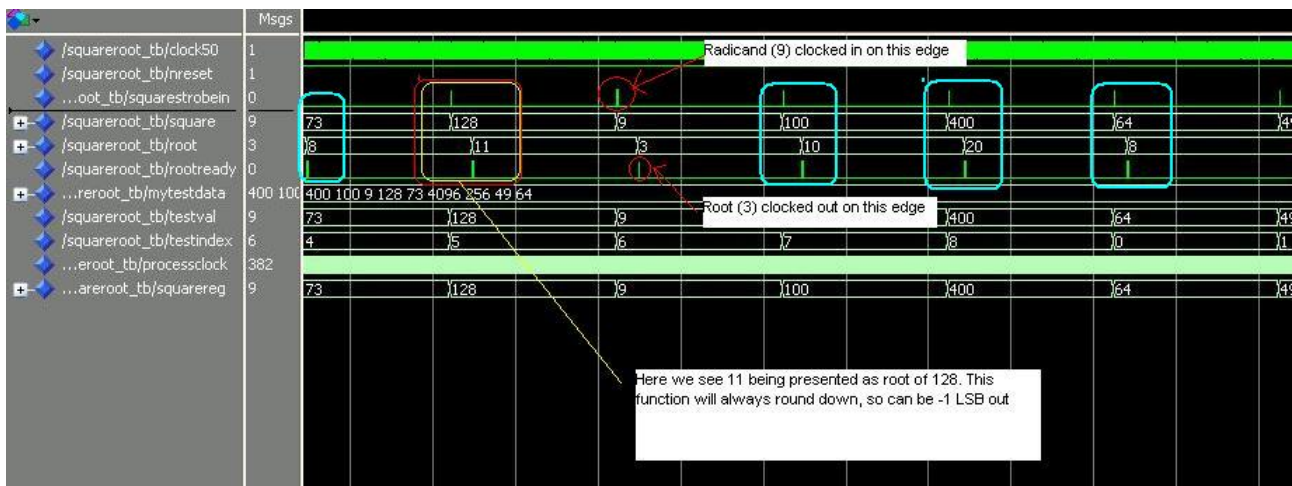 Msgs
/squareroot_tb/clock50 1
Radicand (9) clocked in on this edge
/squareroot_tb/nreset 1
...oot_tb/squarestrobein 0
/squareroot_tb/square 9 73 128 9 100 400 64 49
/squareroot_tb/root 3 8 11 3 10 20 8
/squareroot_tb/rootready 0
...reroot_tb/mytestdata 400 100 400 100 9 128 73 4096 256 49 64
Root (3) clocked out on this edge
/squareroot_tb/testval 9 73 128 9 400 64 49
/squareroot_tb/testindex 6 4 5 6 7 8 0 1
...eroot_tb/processclock 382
...areroot_tb/squarereg 9 73 128 9 100 400 64 49
Here we see 11 being presented as root of 128. This
function will always round down, so can be -1 LSB out